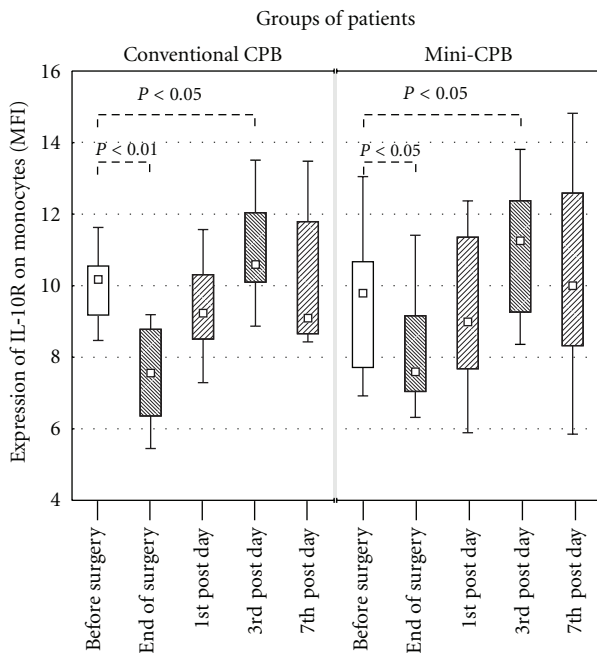 Groups of patients
Conventional CPB
Mini-CPB
Expression of IL-10R on monocytes (MFI)
16
14
12
10
8
6
4
P < 0.05
P < 0.01
P < 0.05
P < 0.05
Before surgery
End of surgery
1st post day
3rd post day
7th post day
Before surgery
End of surgery
1st post day
3rd post day
7th post day